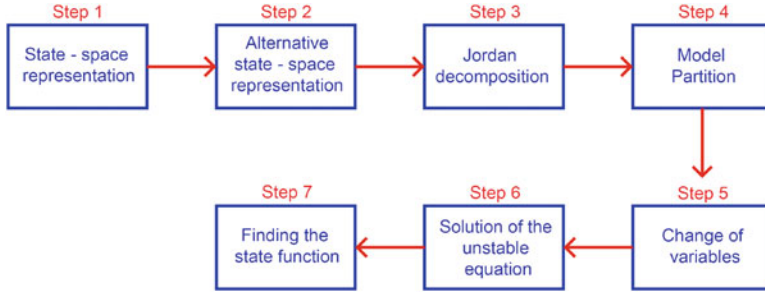 Step 1
State - space
representation
Step 2
Alternative
state - space
representation
Step 3
Jordan
decomposition
Step 4
Model
Partition
Step 5
Change of
variables
Step 6
Solution of the
unstable
equation
Step 7
Finding the
state function